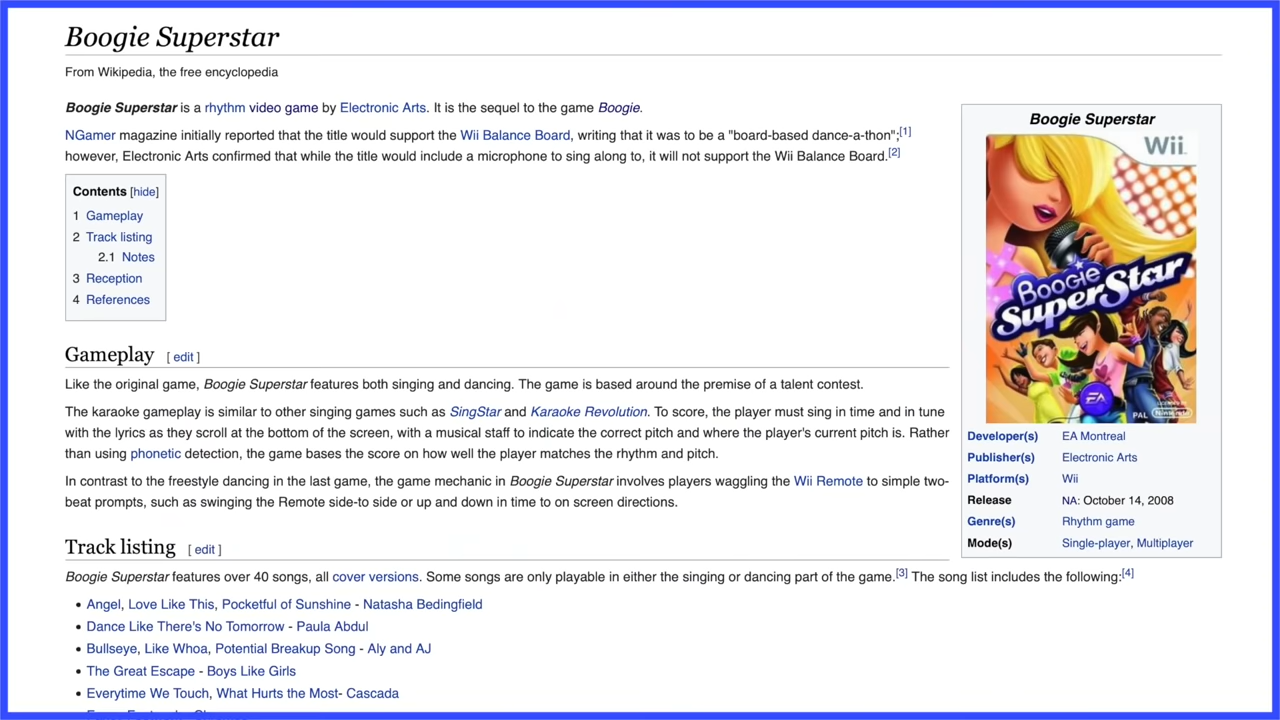 Boogie Superstar
From Wikipedia, the free encyclopedia
Boogie Superstar is a rhythm video game by Electronic Arts. It is the sequel to the game Boogie.
NGamer magazine initially reported that the title would support the Wii Balance Board, writing that it was to be a "board-based dance-a-thon";[1]
however, Electronic Arts confirmed that while the title would include a microphone to sing along to, it will not support the Wii Balance Board.[2]
Contents [hide]
1 Gameplay
2 Track listing
2.1 Notes
3 Reception
4 References
Gameplay [ edit ]
Like the original game, Boogie Superstar features both singing and dancing. The game is based around the premise of a talent contest.
The karaoke gameplay is similar to other singing games such as SingStar and Karaoke Revolution. To score, the player must sing in time and in tune
with the lyrics as they scroll at the bottom of the screen, with a musical staff to indicate the correct pitch and where the player's current pitch is. Rather
than using phonetic detection, the game bases the score on how well the player matches the rhythm and pitch.
In contrast to the freestyle dancing in the last game, the game mechanic in Boogie Superstar involves players waggling the Wii Remote to simple two-
beat prompts, such as swinging the Remote side-to side or up and down in time to on screen directions.
Boogie Superstar
Wii
Boogie
SuperStar
EA
PAL
Nintendo
Developer(s) EA Montreal
Publisher(s) Electronic Arts
Platform(s) Wii
Release NA: October 14, 2008
Genre(s) Rhythm game
Mode(s) Single-player, Multiplayer
Track listing [ edit ]
Boogie Superstar features over 40 songs, all cover versions. Some songs are only playable in either the singing or dancing part of the game.[3] The song list includes the following:[4]
• Angel, Love Like This, Pocketful of Sunshine - Natasha Bedingfield
• Dance Like There's No Tomorrow - Paula Abdul
• Bullseye, Like Whoa, Potential Breakup Song - Aly and AJ
• The Great Escape - Boys Like Girls
• Everytime We Touch, What Hurts the Most- Cascada